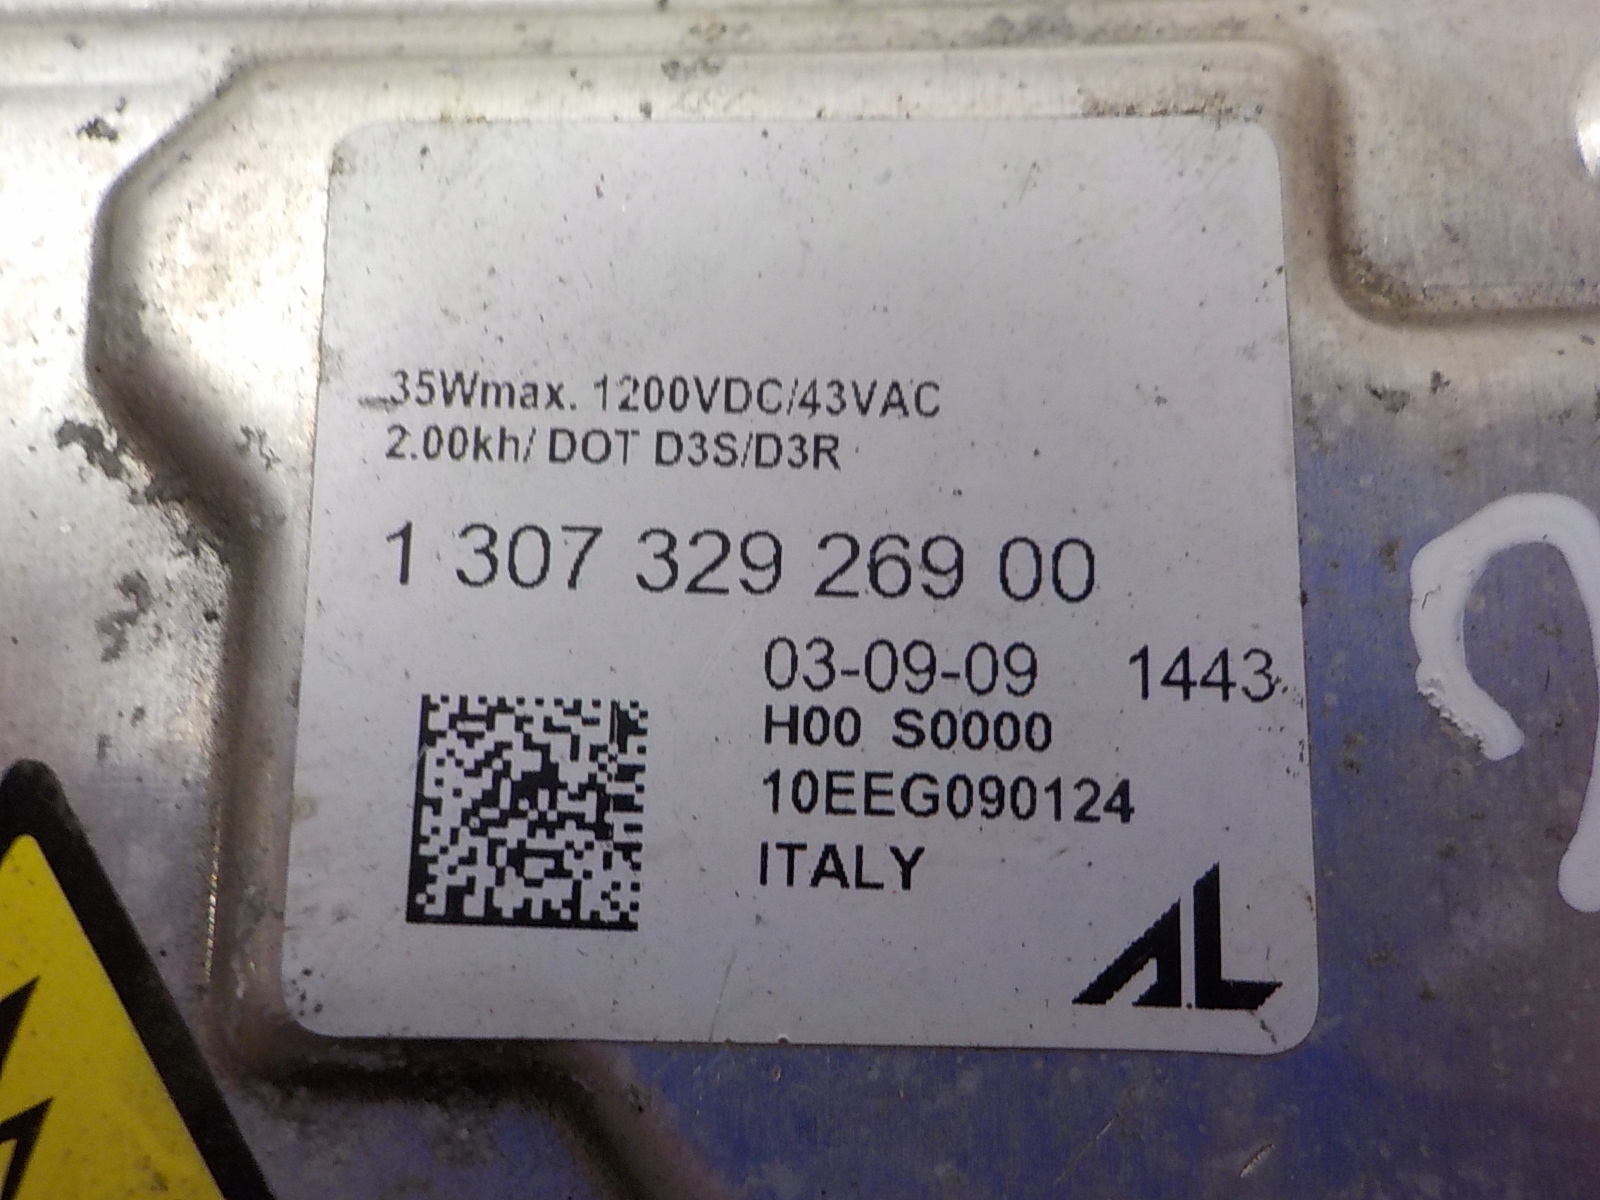 35Wmax. 1200VDC/43VAC
2.00kh/ DOT D3S/D3R
1 307 329 269 00
03-09-09 1443
H00 S0000
10EEG090124
ITALY
AL